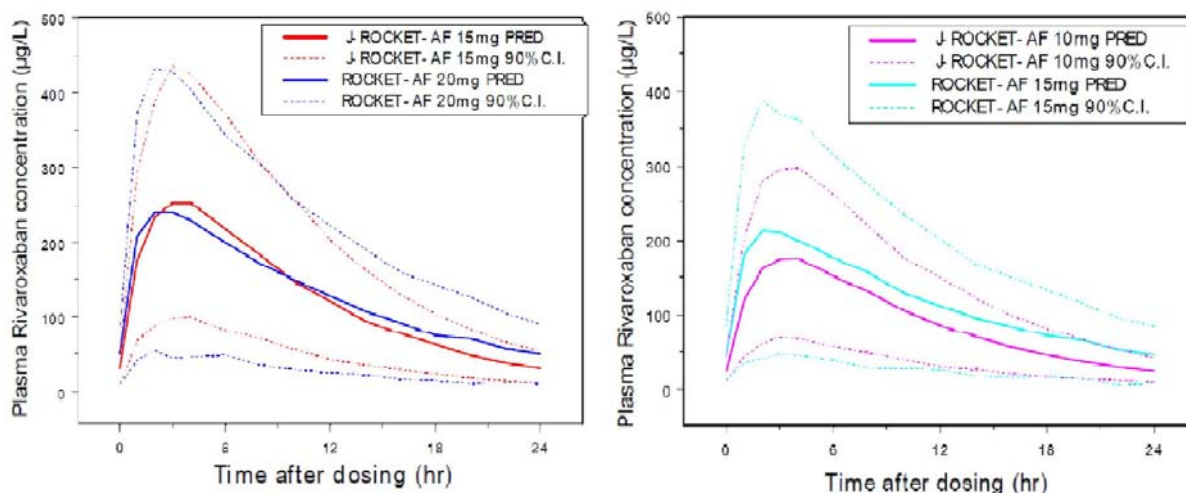 500
400
300
200
100
0
Plasma Rivaroxaban concentration (µg/L)
J-ROCKET-AF 15mg PRED
J-ROCKET-AF 15mg 90%C.I.
ROCKET-AF 20mg PRED
ROCKET-AF 20mg 90%C.I.
0 6 12 18 24
Time after dosing (hr)
500
400
300
200
100
0
Plasma Rivaroxaban concentration (µg/L)
J-ROCKET-AF 10mg PRED
J-ROCKET-AF 10mg 90%C.I.
ROCKET-AF 15mg PRED
ROCKET-AF 15mg 90%C.I.
0 6 12 18 24
Time after dosing (hr)